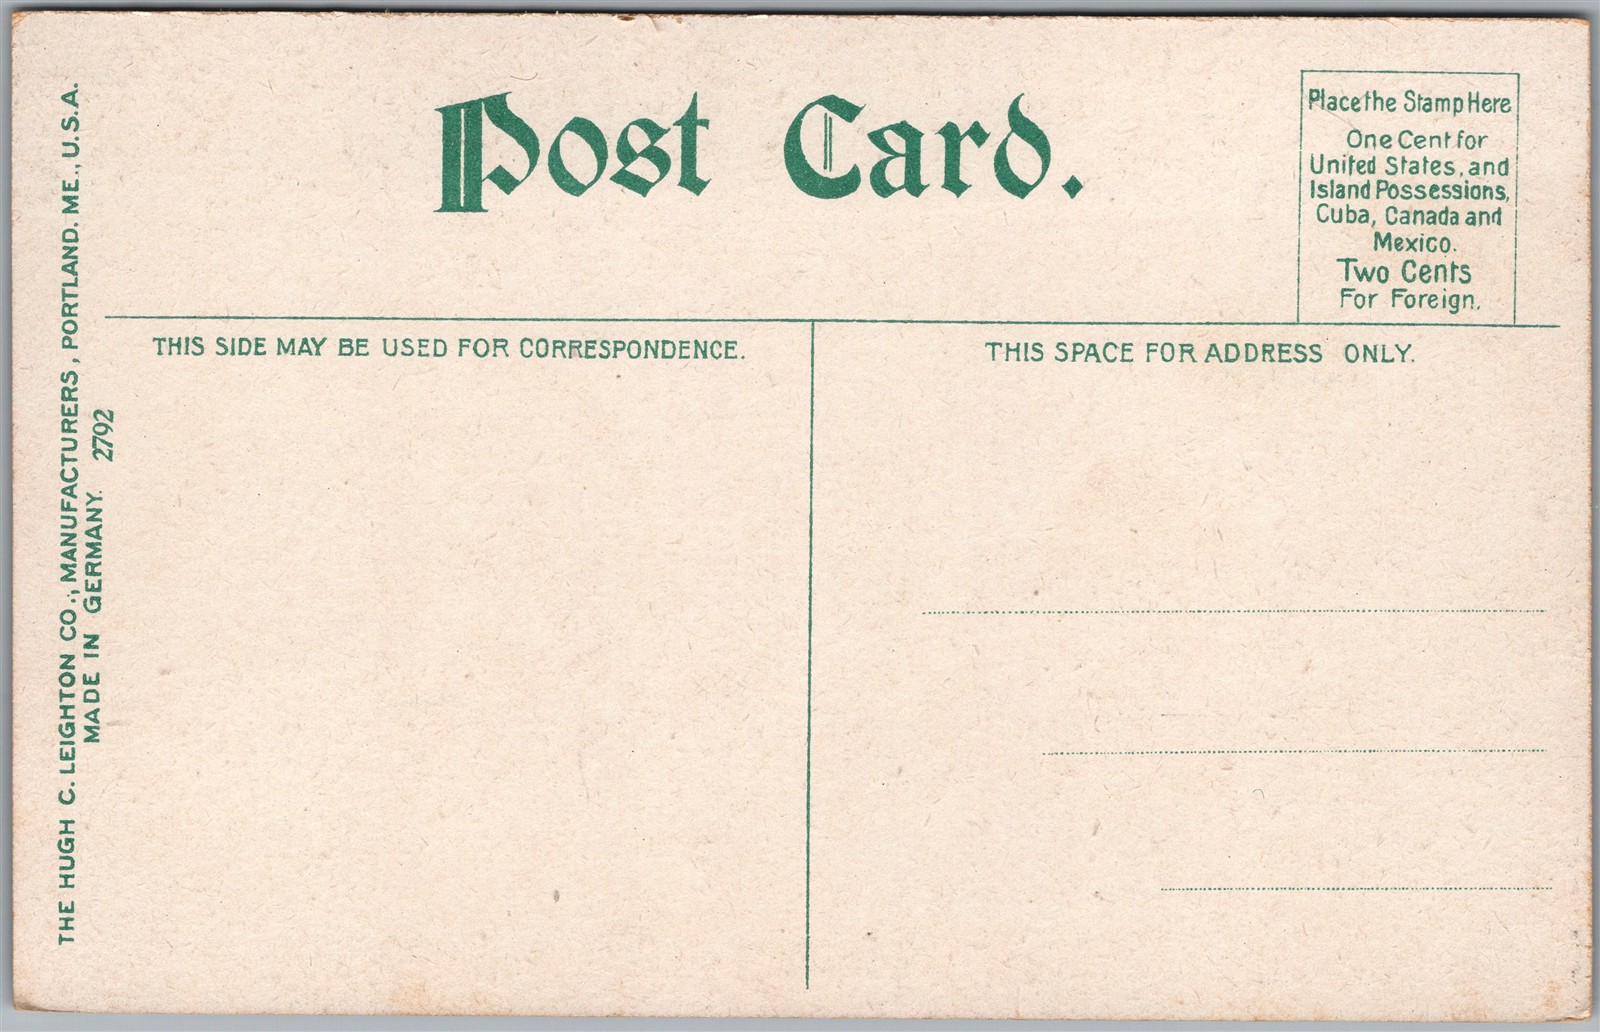 Post Card.
Place the Stamp Here
One Cent for
United States, and
Island Possessions,
Cuba, Canada and
Mexico.
Two Cents
For Foreign.
THIS SIDE MAY BE USED FOR CORRESPONDENCE.
THIS SPACE FOR ADDRESS ONLY.
THE HUGH C. LEIGHTON CO., MANUFACTURERS, PORTLAND. ME., U.S.A.
MADE IN GERMANY. 2792